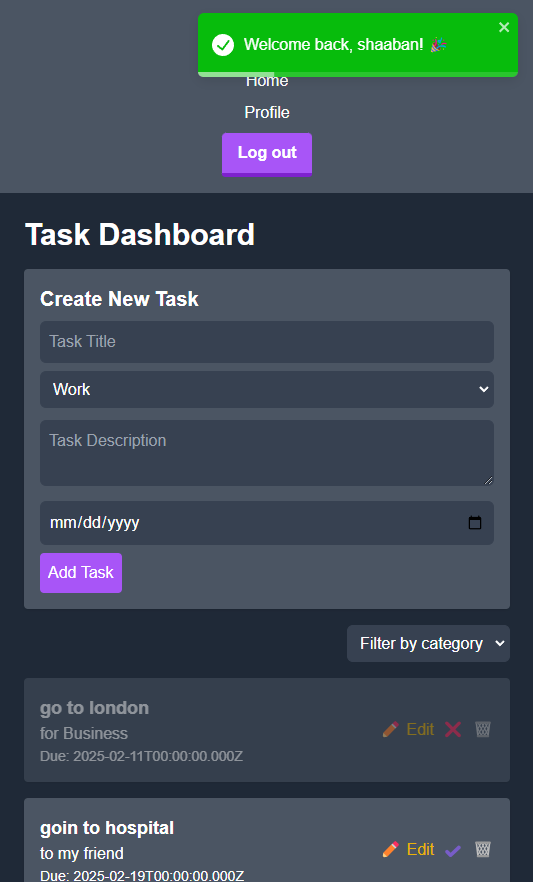 Welcome back, shaaban! 🎉
Home
Profile
Log out
Task Dashboard
Create New Task
Task Title
Work
Task Description
mm/dd/yyyy
Add Task
Filter by category
go to london
for Business
Due: 2025-02-11T00:00:00.000Z
Edit
goin to hospital
to my friend
Due: 2025-02-19T00:00:00.000Z
Edit